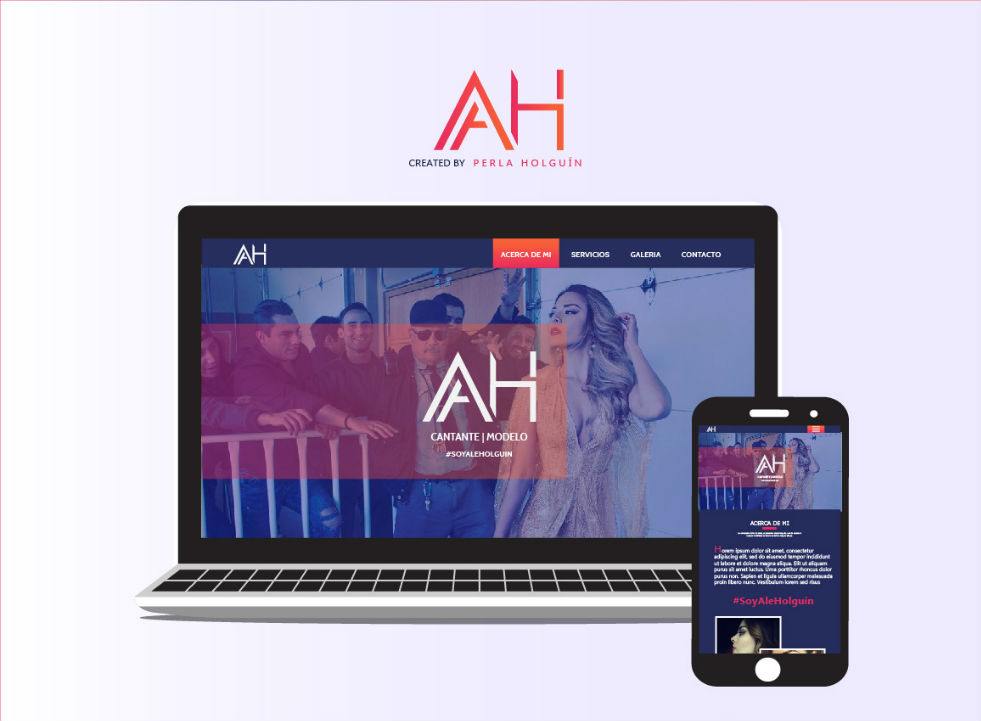 AH
CREATED BY PERLA HOLGUÍN
AH
ACERCA DE MI SERVICIOS GALERIA CONTACTO
AH
CANTANTE | MODELO
#SOYALEHOLGUIN
AH
AH
ACERCA DE MI
Horem ipsum dolor sit amet, consectetur
adipiscing elit, sed do eiusmod tempor incididunt
ut labore et dolore magna aliqua. Elit ut aliquam
purus sit amet luctus. Urna porttitor rhoncus dolor
purus non. Sapien et ligula ullamcorper malesuada
proin libero nunc. Vestibulum lorem sed risus
#SoyAleHolguín